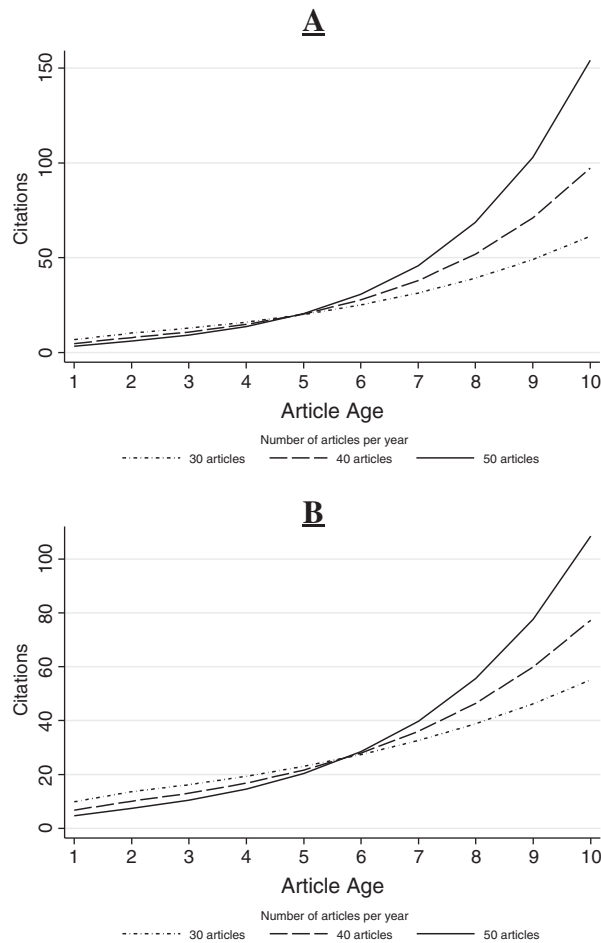 A
150
100
50
0
Citations
1 2 3 4 5 6 7 8 9 10
Article Age
Number of articles per year
30 articles 40 articles 50 articles
B
100
80
60
40
20
0
Citations
1 2 3 4 5 6 7 8 9 10
Article Age
Number of articles per year
30 articles 40 articles 50 articles